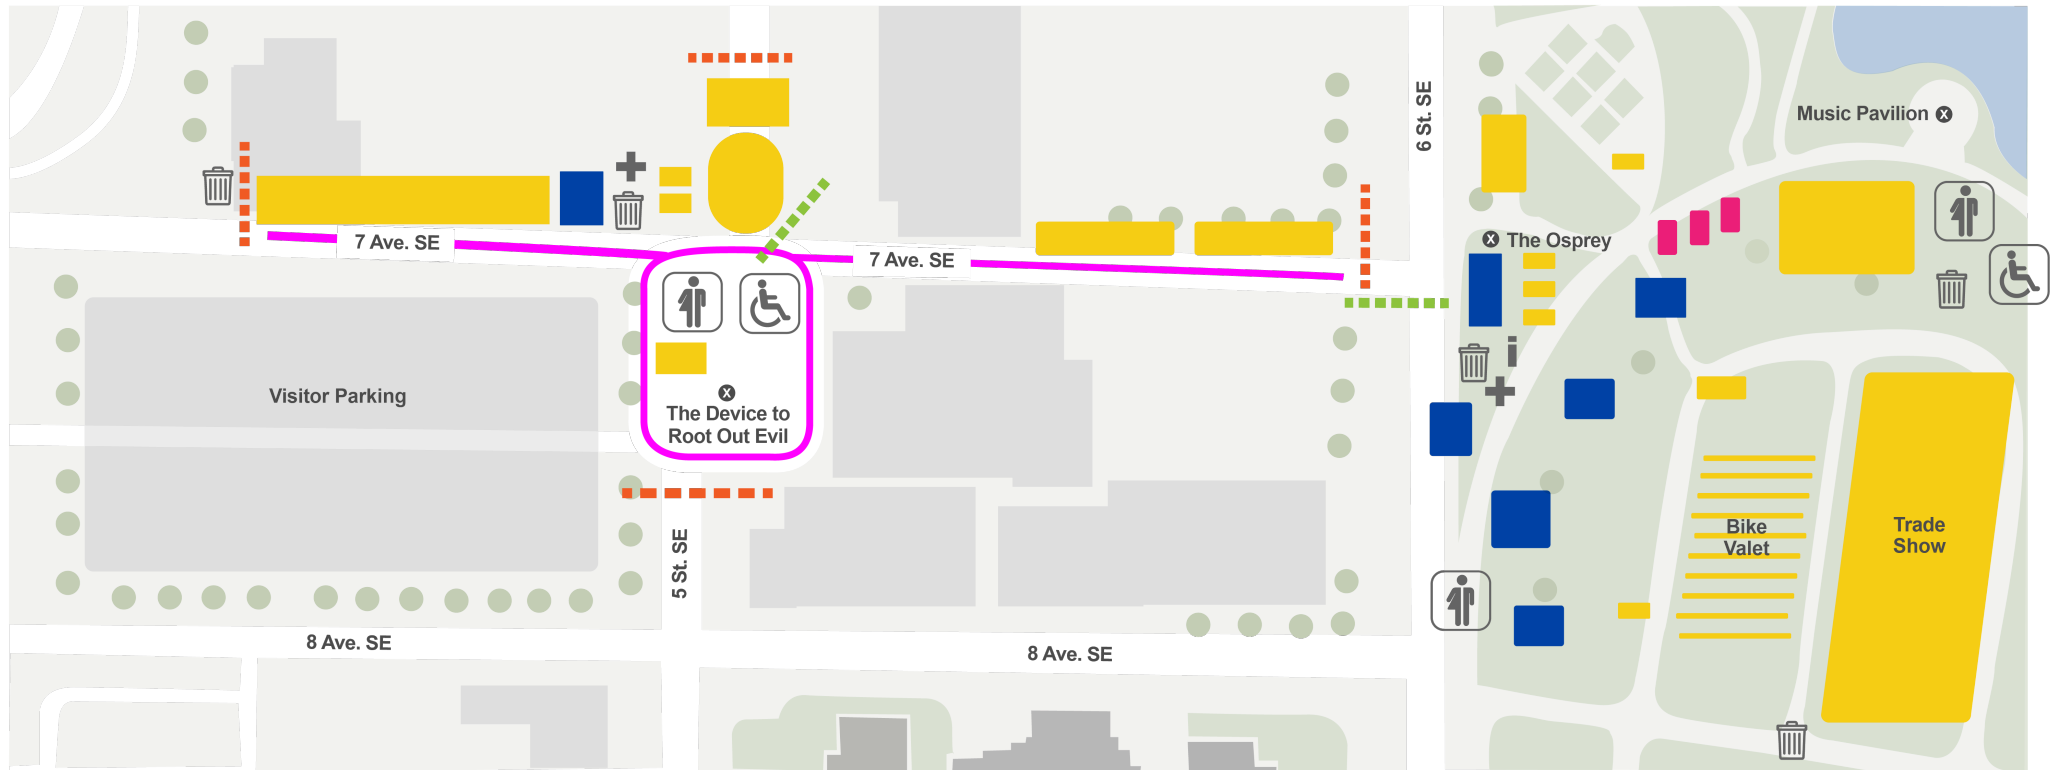 6 St. SE
Music Pavilion X
7 Ave. SE
7 Ave. SE
X The Osprey
Visitor Parking
X
The Device to
Root Out Evil
i
Bike
Valet
Trade
Show
5 St. SE
8 Ave. SE
8 Ave. SE